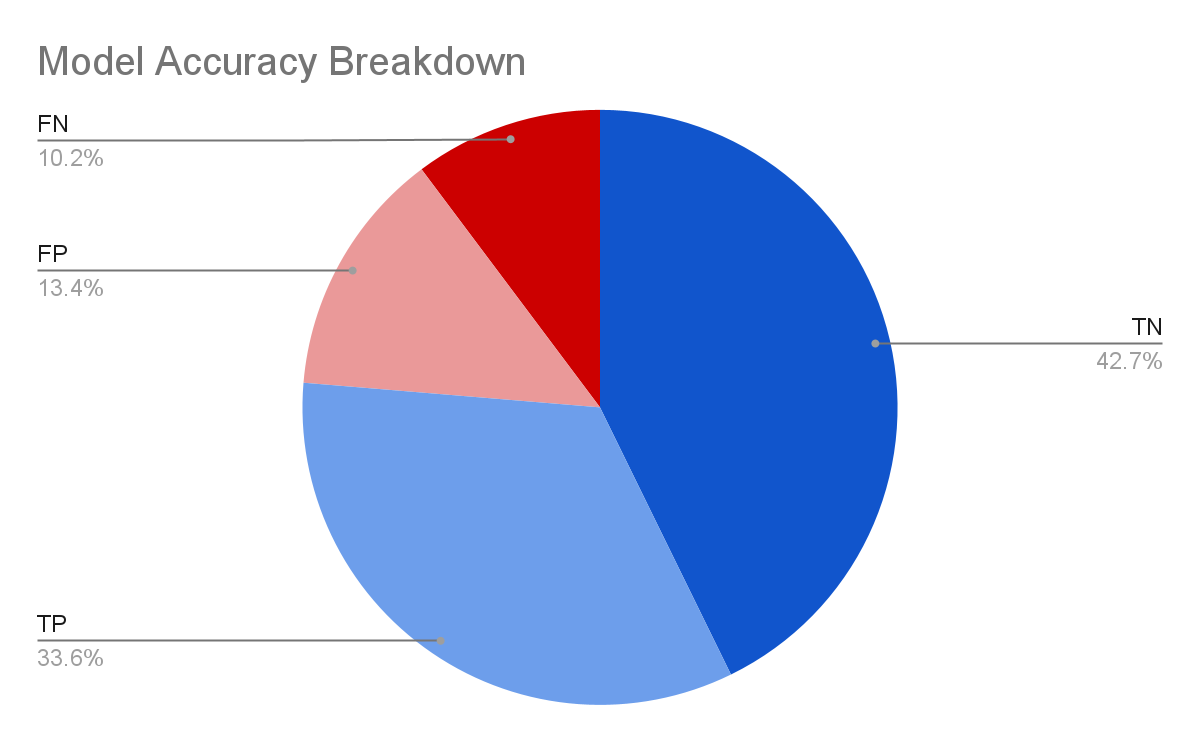 Model Accuracy Breakdown
FN
10.2%
FP
13.4%
TN
42.7%
TP
33.6%